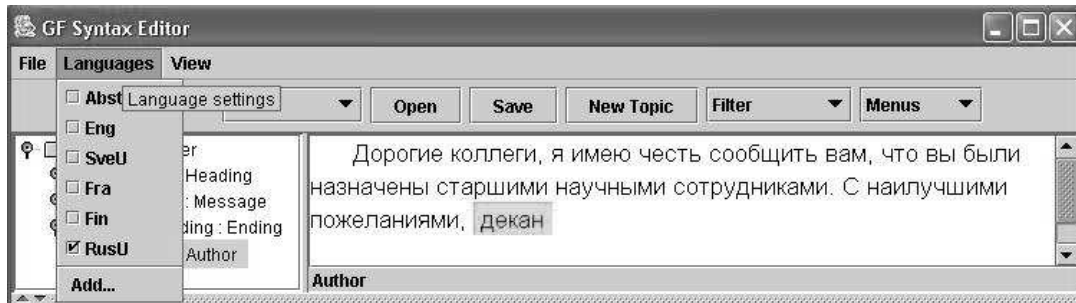 GF Syntax Editor
File Languages View
Abst
Language settings
Open Save New Topic Filter Menus
Eng
SveU
Fra
Fin
RusU
Add...
Heading
: Message
: Ending
Author
Дорогие коллеги, я имею честь сообщить вам, что вы были
назначены старшими научными сотрудниками. С наилучшими
пожеланиями, декан
Author